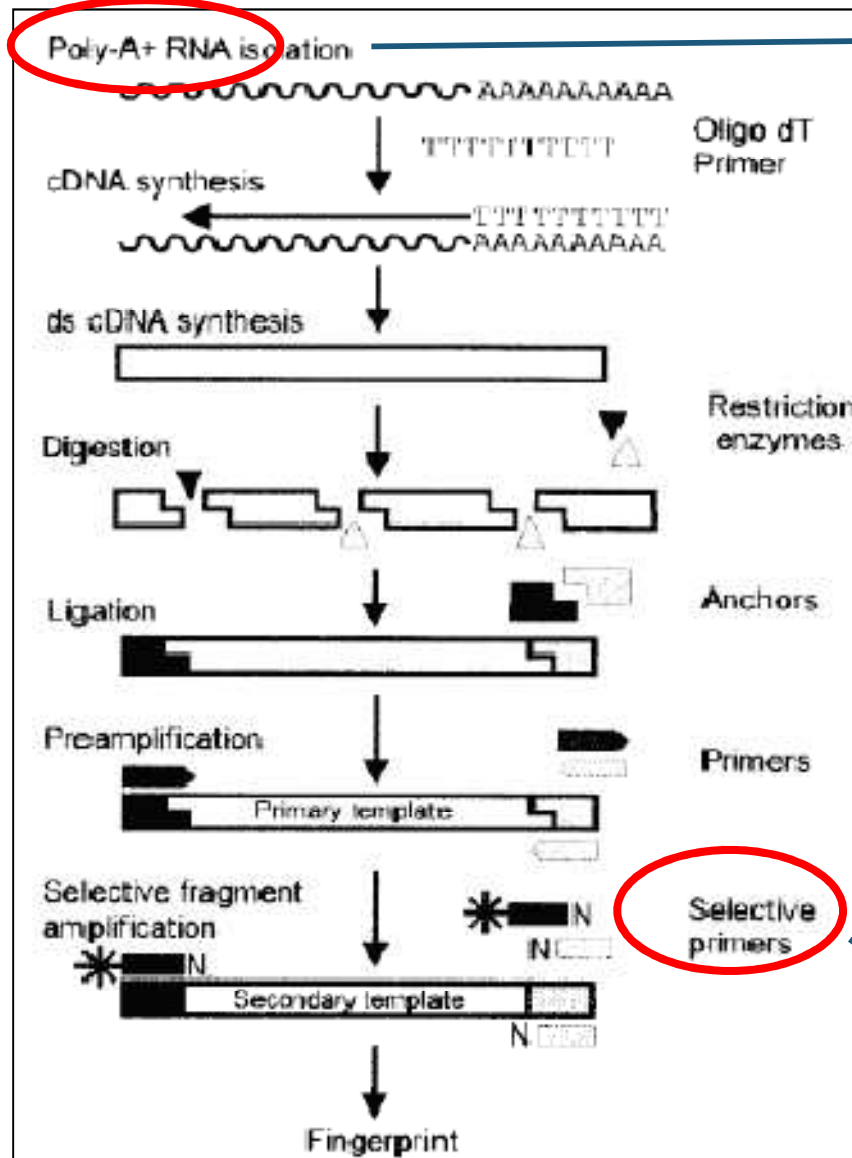 Poly-A+ RNA isolation
AAAAAAAAAA
TTTTTTTTTT
Oligo dT
Primer
cDNA synthesis
TTTTTTTTTT
AAAAAAAAAA
ds cDNA synthesis
Restriction
enzymes
Digestion
Anchors
Ligation
Preamplification
Primers
Primary template
Selective fragment
amplification
N
N
Selective
primers
N
Secondary template
N
Fingerprint